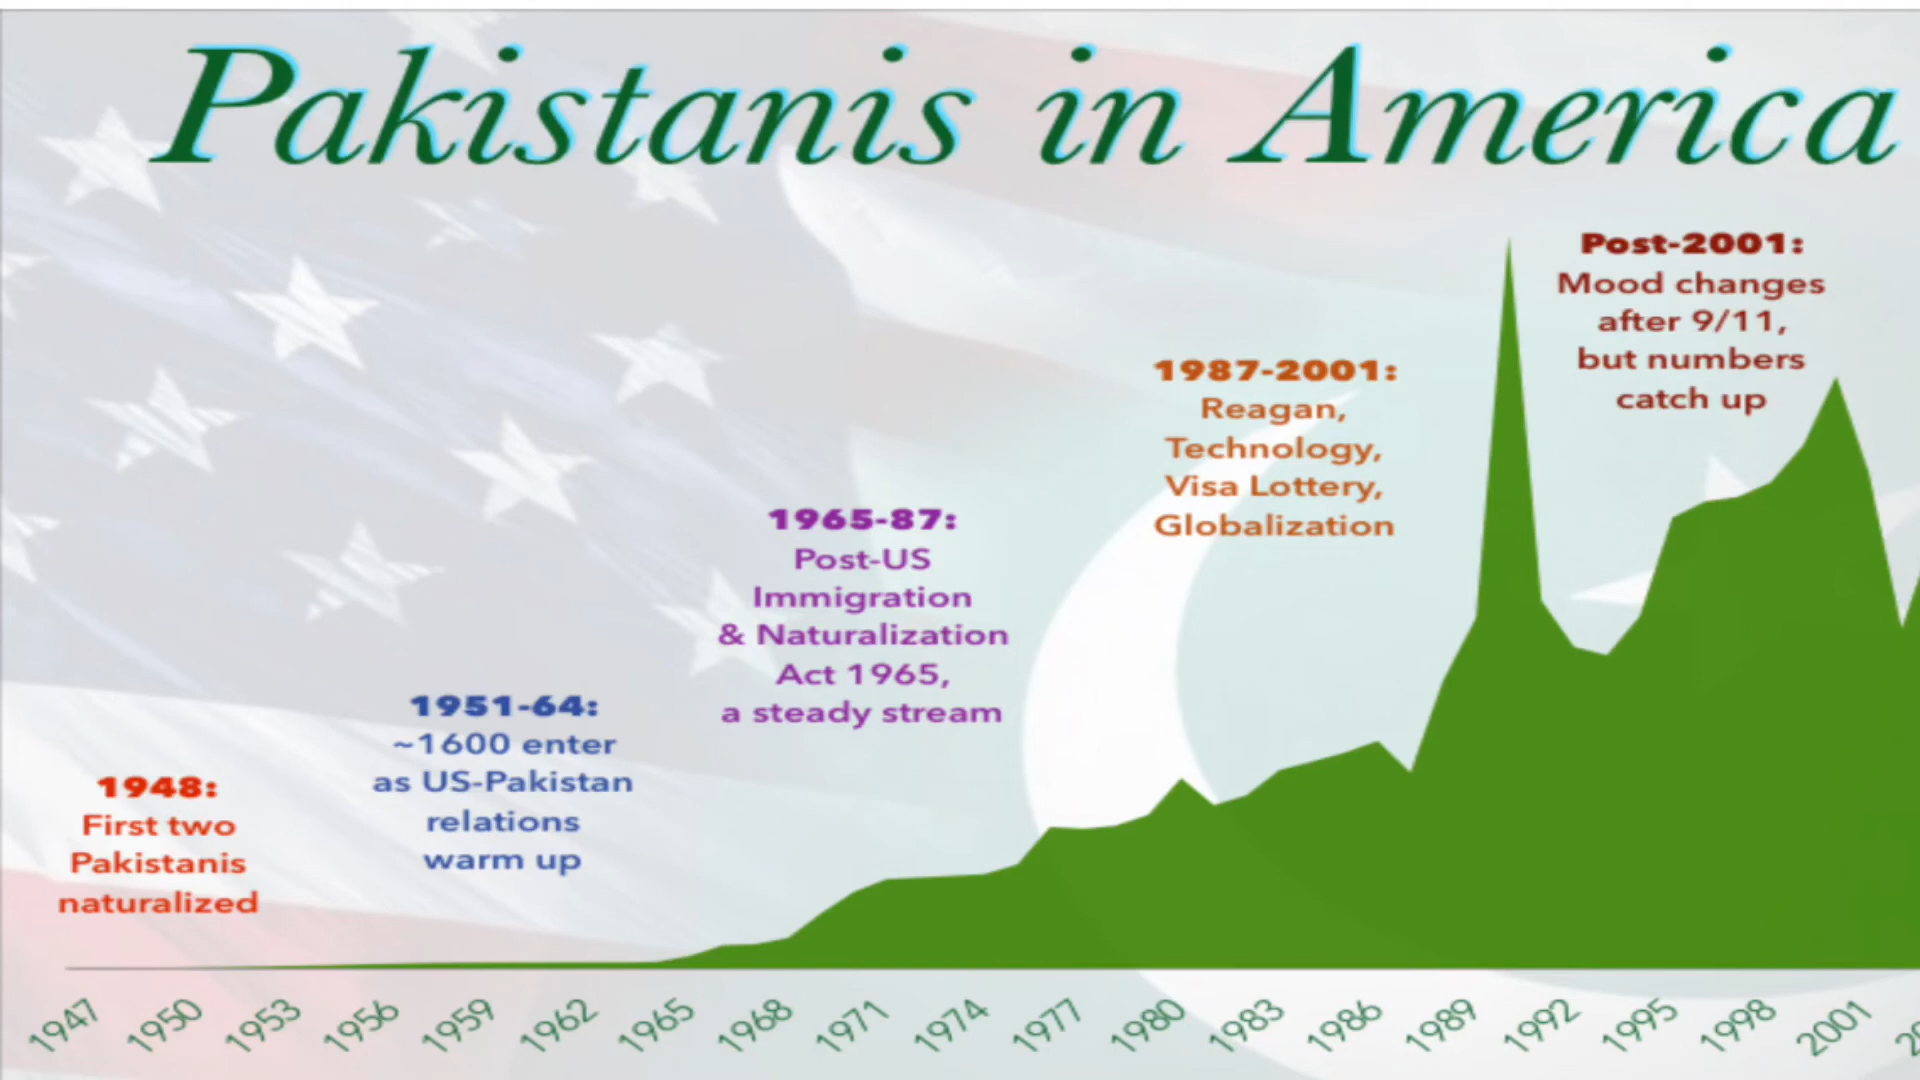 Pakistanis in America
Post-2001:
Mood changes
after 9/11,
but numbers
catch up
1987-2001:
Reagan,
Technology,
Visa Lottery,
Globalization
1965-87:
Post-US
Immigration
& Naturalization
Act 1965,
a steady stream
1951-64:
~1600 enter
as US-Pakistan
relations
warm up
1948:
First two
Pakistanis
naturalized
1947 1950 1953 1956 1959 1962 1965 1968 1971 1974 1977 1980 1983 1986 1989 1992 1995 1998 2001